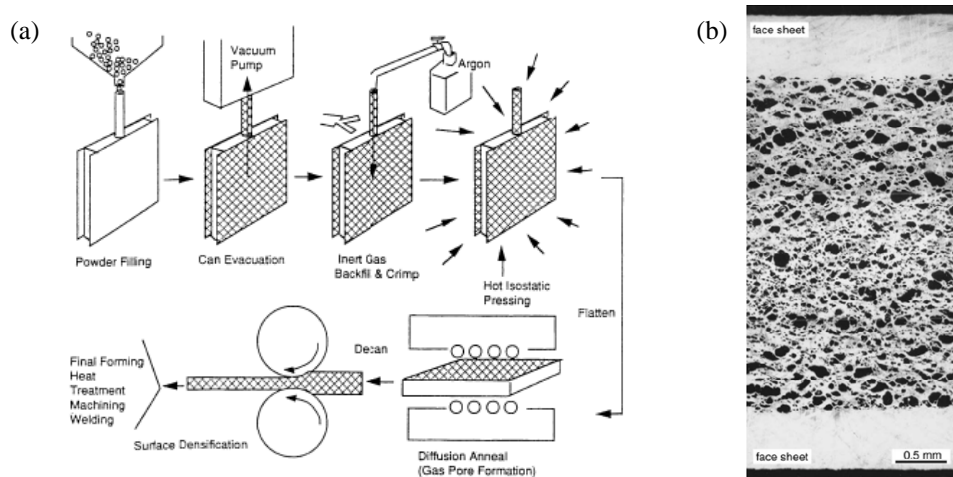 (a)
Vacuum
Pump
Argon
Powder Filling
Can Evacuation
Inert Gas
Backfill & Crimp
Hot Isostatic
Pressing
Flatten
Decan
Final Forming
Heat
Treatment
Machining
Welding
Surface Densification
Diffusion Anneal
(Gas Pore Formation)
(b)
face sheet
face sheet
0.5 mm